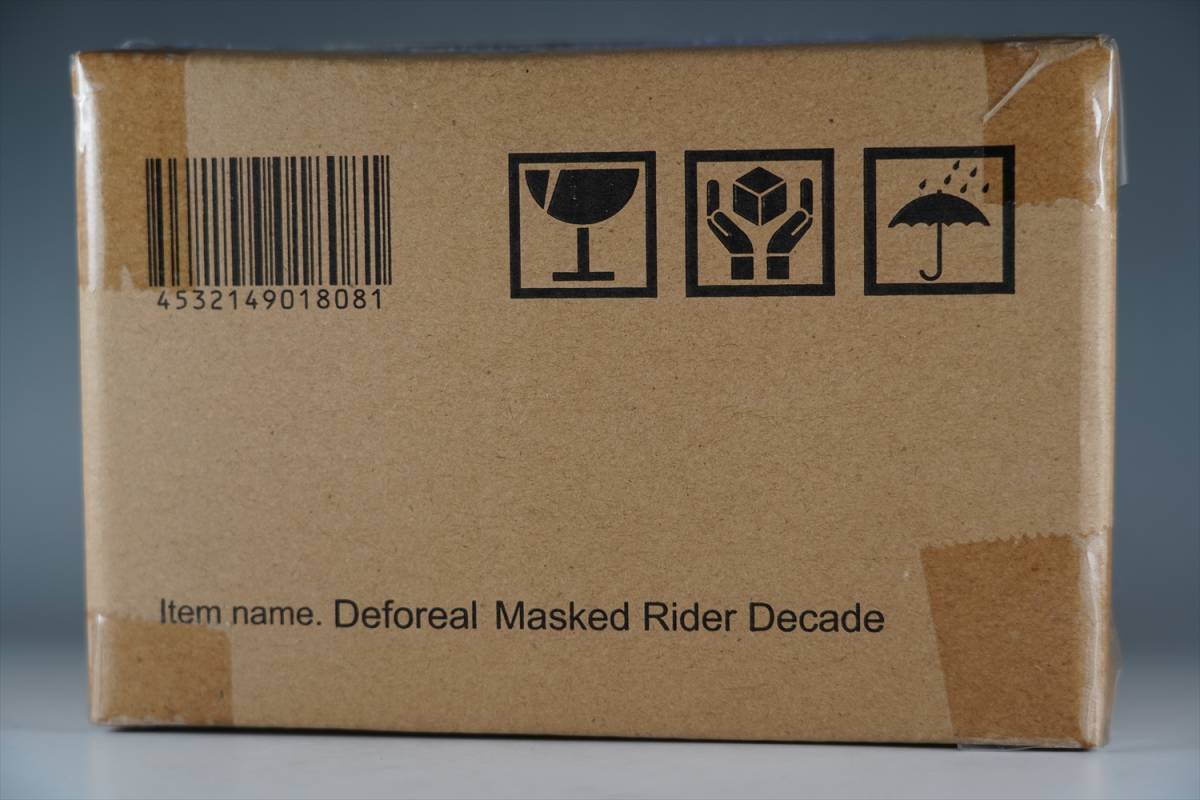 4532149018081
Item name. Deforeal Masked Rider Decade